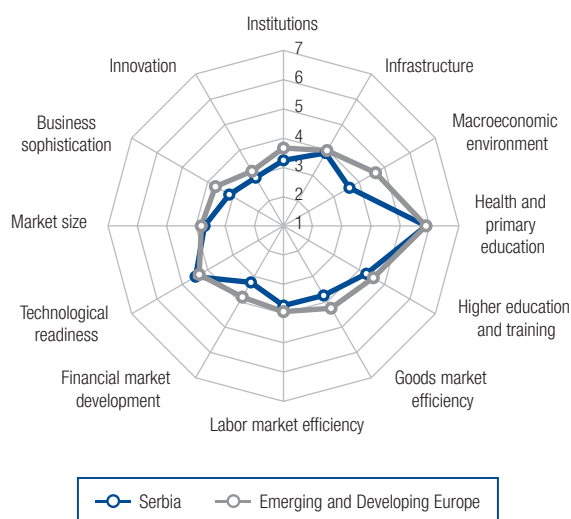 Institutions
7
6
5
4
3
2
1
Infrastructure
Macroeconomic
environment
Health and
primary
education
Higher education
and training
Goods market
efficiency
Labor market efficiency
Financial market
development
Technological
readiness
Market size
Business
sophistication
Innovation
Serbia
Emerging and Developing Europe